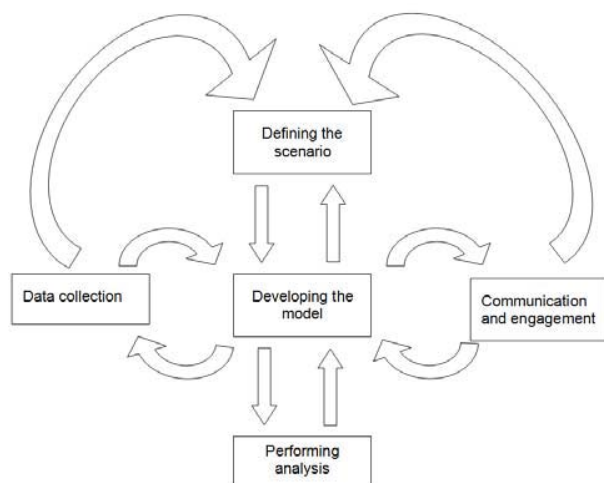 Defining the
scenario
Data collection
Developing the
model
Communication
and engagement
Performing
analysis